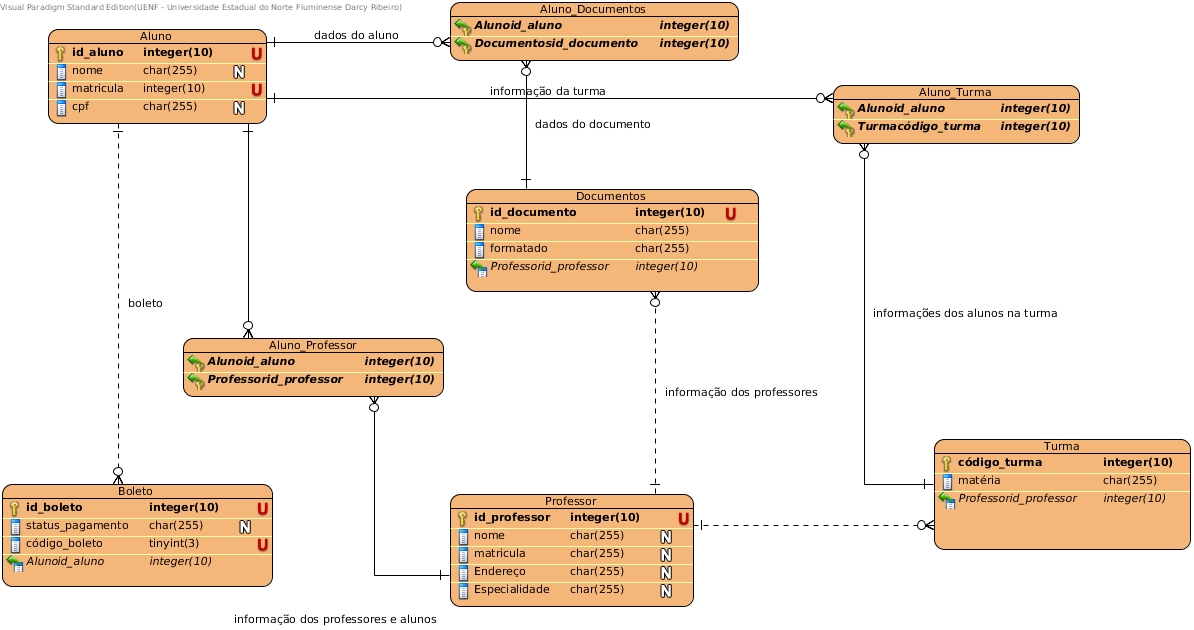 Visual Paradigm Standard Edition(UENF - Universidade Estadual do Norte Fluminense Darcy Ribeiro)
Aluno
id_aluno integer(10) U
nome char(255) N
matricula integer(10) U
cpf char(255) N
dados do aluno
Aluno_Documentos
Alunoid_aluno integer(10)
Documentosid_documento integer(10)
informação da turma
Aluno_Turma
Alunoid_aluno integer(10)
Turmacódigo_turma integer(10)
dados do documento
Documentos
id_documento integer(10) U
nome char(255)
formatado char(255)
Professorid_professor integer(10)
boleto
informações dos alunos na turma
Aluno_Professor
Alunoid_aluno integer(10)
Professorid_professor integer(10)
informação dos professores
Turma
código_turma integer(10)
matéria char(255)
Professorid_professor integer(10)
Boleto
id_boleto integer(10) U
status_pagamento char(255) N
código_boleto tinyint(3) U
Alunoid_aluno integer(10)
Professor
id_professor integer(10) U
nome char(255) N
matricula char(255) N
Endereço char(255) N
Especialidade char(255) N
informação dos professores e alunos